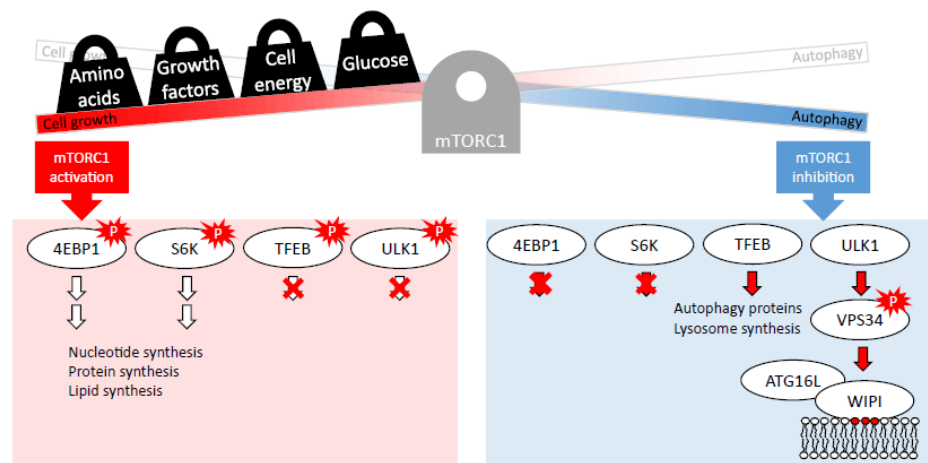 Cell growth
Amino
acids
Growth
factors
Cell
energy
Glucose
Autophagy
Cell growth
mTORC1
Autophagy
mTORC1
activation
mTORC1
inhibition
4EBP1
P
S6K
P
TFEB
P
ULK1
P
Nucleotide synthesis
Protein synthesis
Lipid synthesis
4EBP1
S6K
TFEB
ULK1
Autophagy proteins
Lysosome synthesis
VPS34
P
ATG16L
WIPI